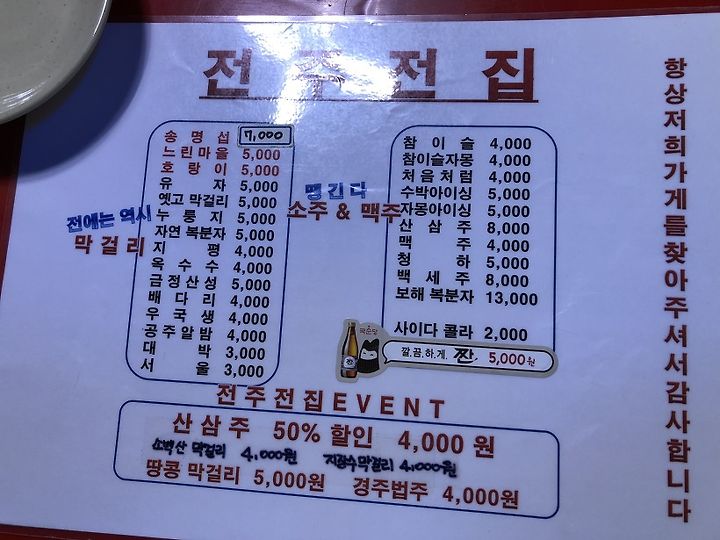 전주전집
송명섭 7,000
느린마을 5,000
호랑이 5,000
유자 5,000
옛고 막걸리 5,000
누룽지 5,000
자연 복분자 5,000
지평 4,000
옥수수 4,000
금정산성 5,000
배다리 4,000
우국생 4,000
공주알밤 4,000
대박 3,000
서울 3,000
전에는 역시
막걸리
땡긴다
소주 & 맥주
참이슬 4,000
참이슬자몽 4,000
처음처럼 4,000
수박아이싱 5,000
자몽아이싱 5,000
산삼주 8,000
맥주 4,000
청하 5,000
백세주 8,000
보해 복분자 13,000
사이다 콜라 2,000
깔.끔.하.게. 짠 5,000원
전주전집EVENT
산삼주 50% 할인 4,000 원
소백산 막걸리 4,000원 지장수막걸리 4,000원
땅콩 막걸리 5,000원 경주법주 4,000원
항상저희가게를찾아주셔서감사합니다